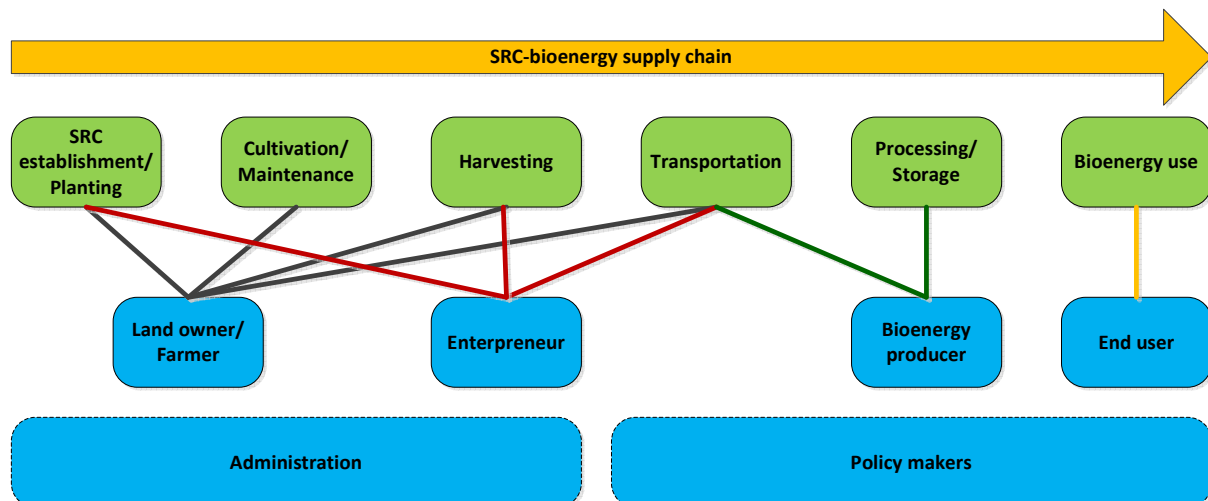 SRC-bioenergy supply chain
SRC
establishment/
Planting
Cultivation/
Maintenance
Harvesting
Transportation
Processing/
Storage
Bioenergy use
Land owner/
Farmer
Enterpreneur
Bioenergy
producer
End user
Administration
Policy makers